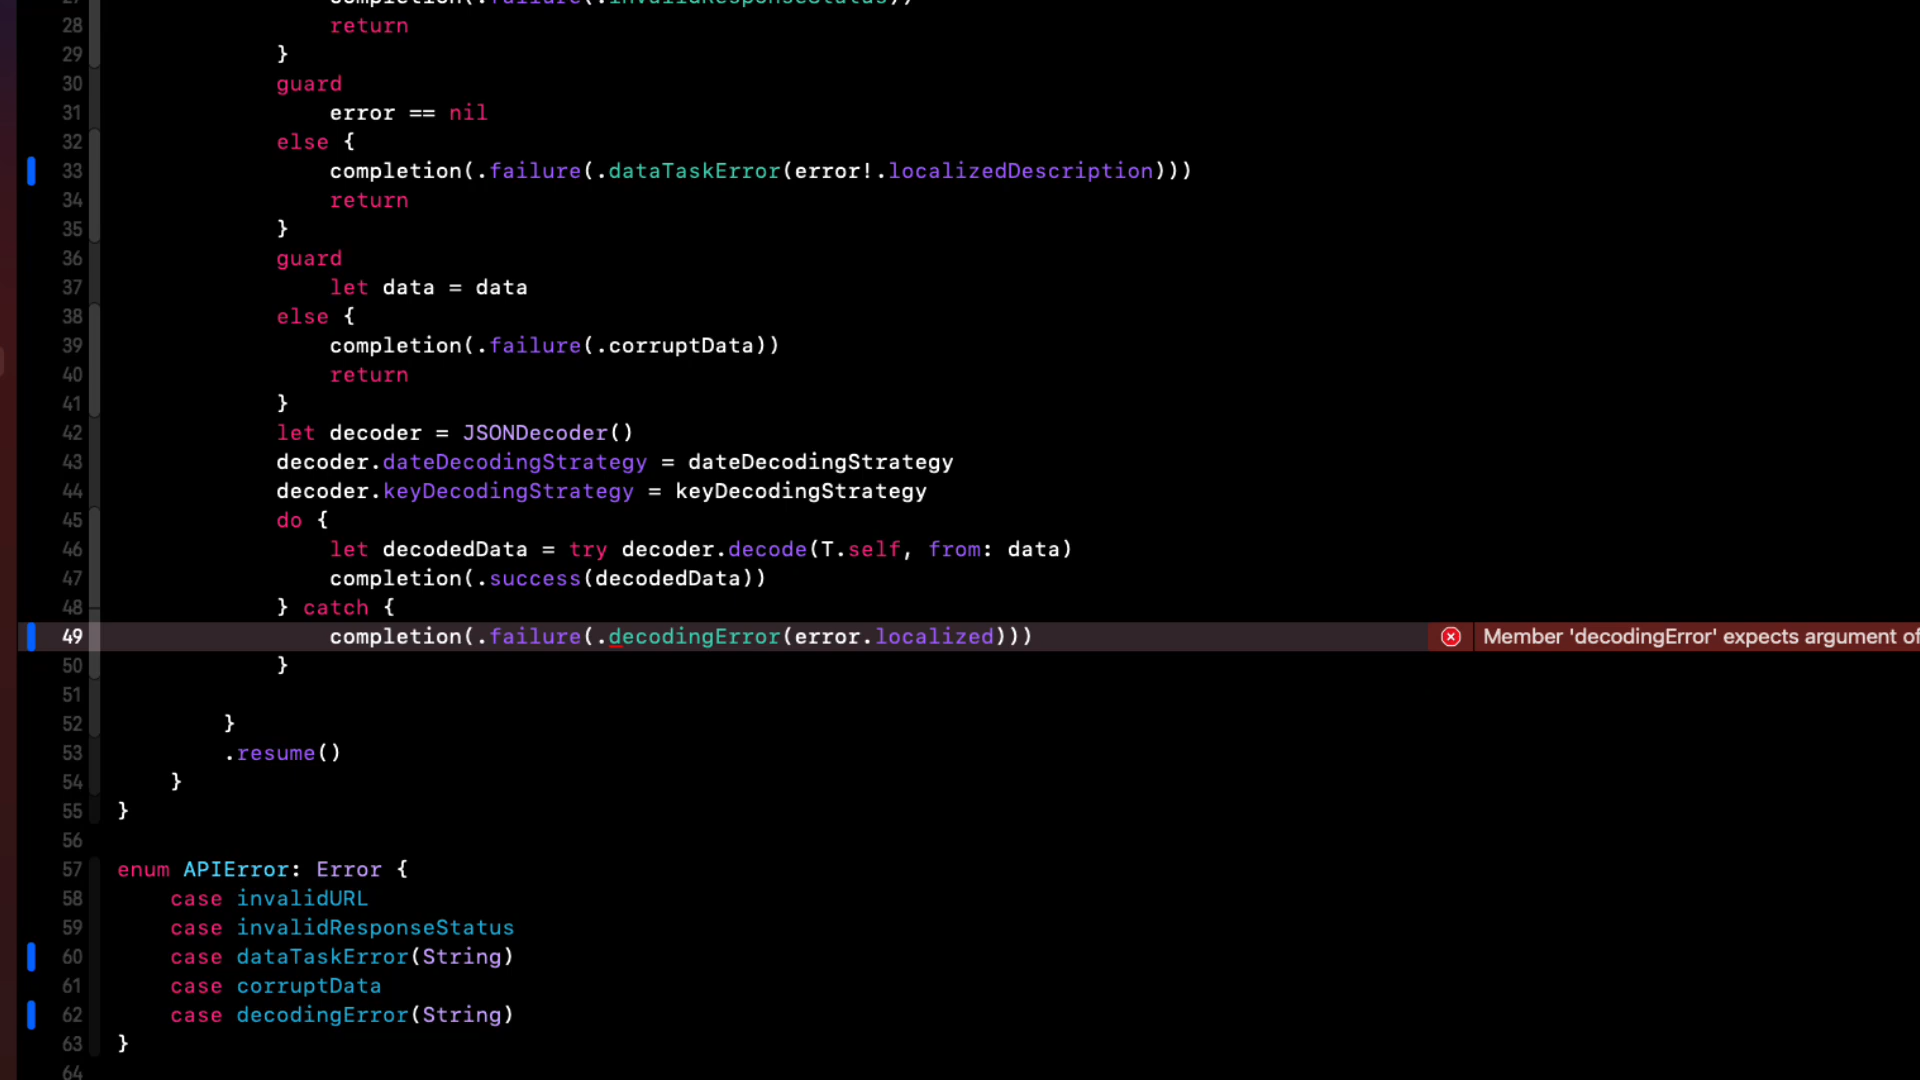 27 completion(.failure(.invalidResponseStatus))
28 return
29 }
30 guard
31 error == nil
32 else {
33 completion(.failure(.dataTaskError(error!.localizedDescription)))
34 return
35 }
36 guard
37 let data = data
38 else {
39 completion(.failure(.corruptData))
40 return
41 }
42 let decoder = JSONDecoder()
43 decoder.dateDecodingStrategy = dateDecodingStrategy
44 decoder.keyDecodingStrategy = keyDecodingStrategy
45 do {
46 let decodedData = try decoder.decode(T.self, from: data)
47 completion(.success(decodedData))
48 } catch {
49 completion(.failure(.decodingError(error.localized))) Member 'decodingError' expects argument of
50 }
51
52 }
53 .resume()
54 }
55 }
56
57 enum APIError: Error {
58 case invalidURL
59 case invalidResponseStatus
60 case dataTaskError(String)
61 case corruptData
62 case decodingError(String)
63 }
64